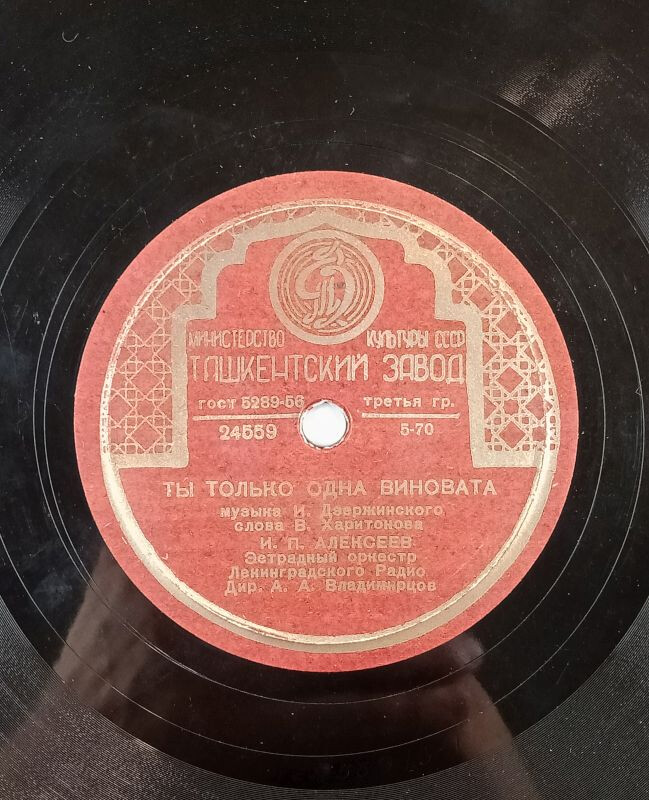 МИНИСТЕРСТВО КУЛЬТУРЫ СССР
ТАШКЕНТСКИЙ ЗАВОД
ГОСТ 5289-56 ТРЕТЬЯ ГР.
24559 5-70
ТЫ ТОЛЬКО ОДНА ВИНОВАТА
музыка И. Дзержинского
слова В. Харитонова
И. П. АЛЕКСЕЕВ
Эстрадный оркестр
Ленинградского Радио
Дир. А. А. Владимирцов